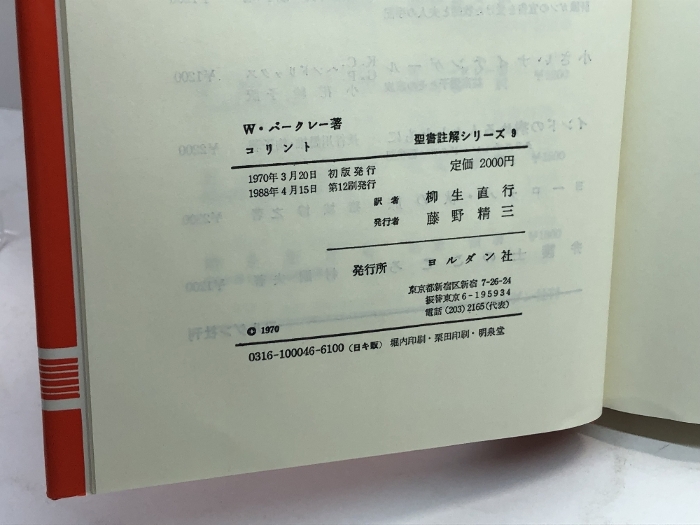 W・バークレー著
コリント 聖書註解シリーズ 9
1970年3月20日 初版発行 定価 2000円
1988年4月15日 第12刷発行
訳者 柳生直行
発行者 藤野精三
発行所 ヨルダン社
東京都新宿区新宿 7-26-24
振替東京 6-195934
電話 (203) 2165(代表)
© 1970
0316-100046-6100 (日キ販) 堀内印刷・栗田印刷・明泉堂